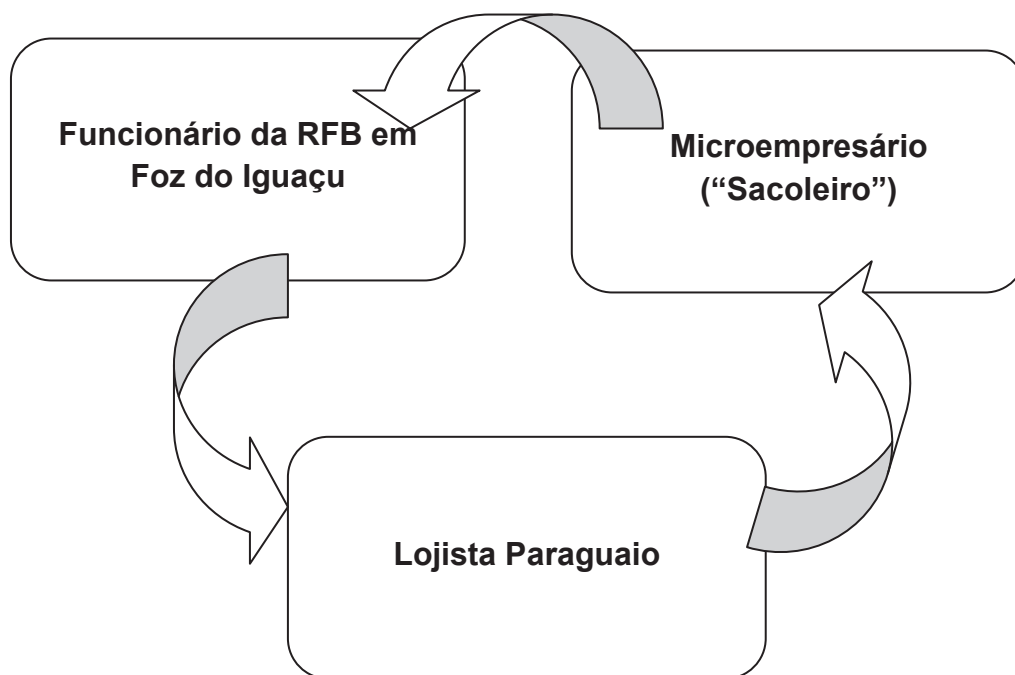 Funcionário da RFB em
Foz do Iguaçu
Microempresário
(“Sacoleiro”)
Lojista Paraguaio